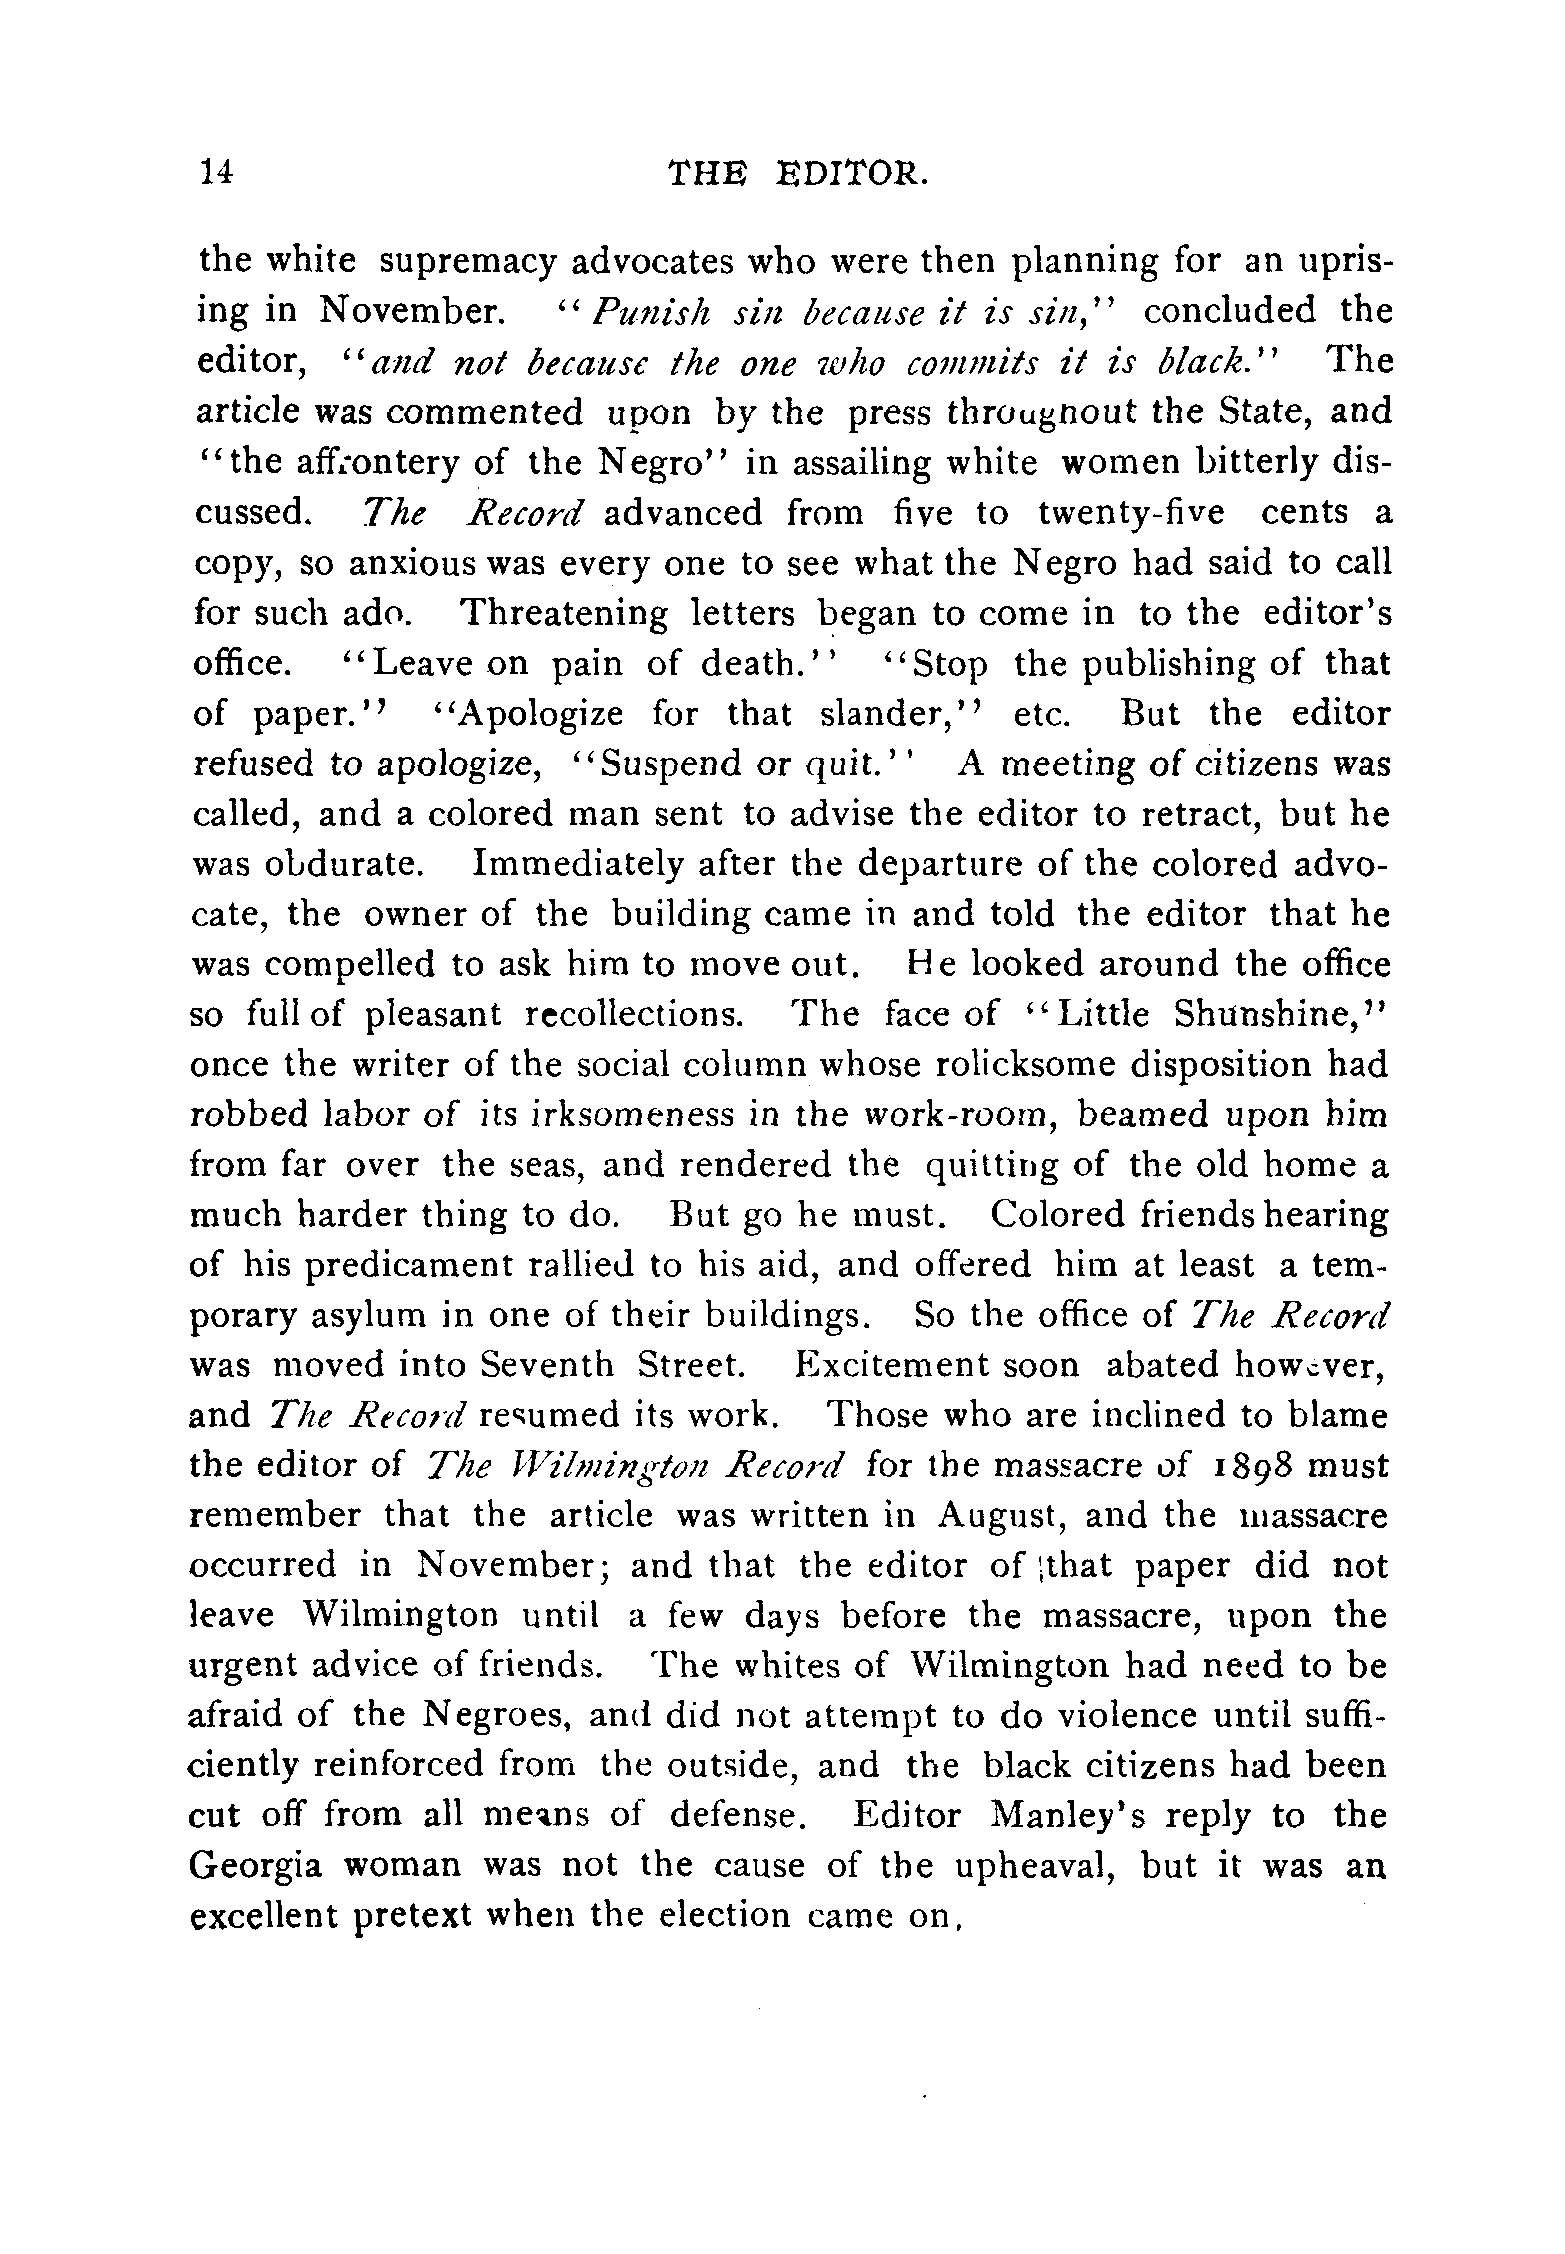 14 THE EDITOR.
the white supremacy advocates who were then planning for an upris-
ing in November. "Punish sin because it is sin," concluded the
editor, "and not because the one who commits it is black." The
article was commented upon by the press throughout the State, and
"the affrontery of the Negro" in assailing white women bitterly dis-
cussed. The Record advanced from five to twenty-five cents a
copy, so anxious was every one to see what the Negro had said to call
for such ado. Threatening letters began to come in to the editor's
office. "Leave on pain of death." "Stop the publishing of that
of paper." "Apologize for that slander," etc. But the editor
refused to apologize, "Suspend or quit." A meeting of citizens was
called, and a colored man sent to advise the editor to retract, but he
was obdurate. Immediately after the departure of the colored advo-
cate, the owner of the building came in and told the editor that he
was compelled to ask him to move out. He looked around the office
so full of pleasant recollections. The face of "Little Shunshine,"
once the writer of the social column whose rolicksome disposition had
robbed labor of its irksomeness in the work-room, beamed upon him
from far over the seas, and rendered the quitting of the old home a
much harder thing to do. But go he must. Colored friends hearing
of his predicament rallied to his aid, and offered him at least a tem-
porary asylum in one of their buildings. So the office of The Record
was moved into Seventh Street. Excitement soon abated however,
and The Record resumed its work. Those who are inclined to blame
the editor of The Wilmington Record for the massacre of 1898 must
remember that the article was written in August, and the massacre
occurred in November; and that the editor of that paper did not
leave Wilmington until a few days before the massacre, upon the
urgent advice of friends. The whites of Wilmington had need to be
afraid of the Negroes, and did not attempt to do violence until suffi-
ciently reinforced from the outside, and the black citizens had been
cut off from all means of defense. Editor Manley's reply to the
Georgia woman was not the cause of the upheaval, but it was an
excellent pretext when the election came on.